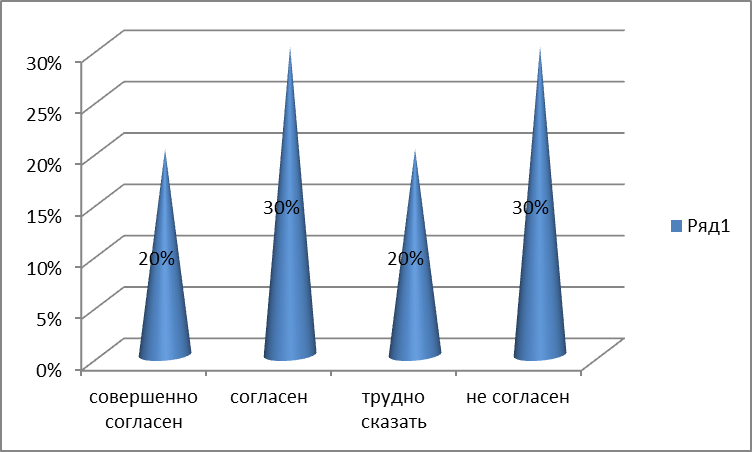 30%
25%
20%
15%
10%
5%
0%
20%
30%
20%
30%
совершенно
согласен
согласен
трудно
сказать
не согласен
Ряд1